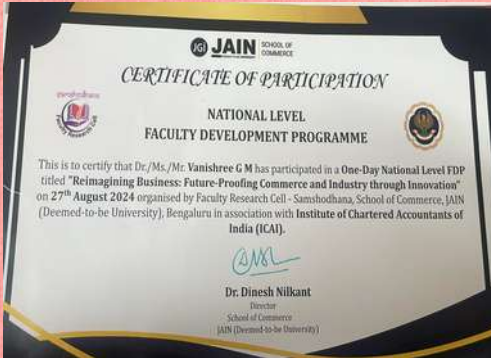 JGI JAIN SCHOOL OF
COMMERCE
CERTIFICATE OF PARTICIPATION
NATIONAL LEVEL
FACULTY DEVELOPMENT PROGRAMME
Faculty Research Cell
This is to certify that Dr./Ms./Mr. Vanishree G M has participated in a One-Day National Level FDP
titled "Reimagining Business: Future-Proofing Commerce and Industry through Innovation"
on 27th August 2024 organised by Faculty Research Cell - Samshodhana, School of Commerce, JAIN
(Deemed-to-be University), Bengaluru in association with Institute of Chartered Accountants of
India (ICAI).
Dr. Dinesh Nilkant
Director
School of Commerce
JAIN (Deemed-to-be University)